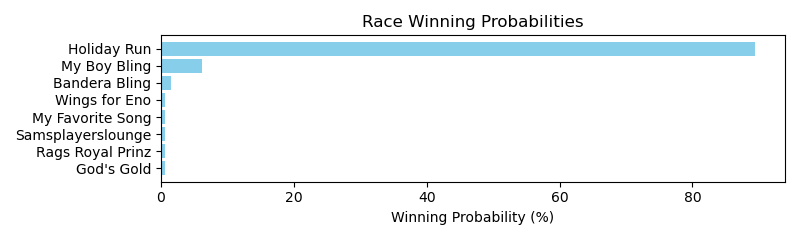 Race Winning Probabilities
Holiday Run
My Boy Bling
Bandera Bling
Wings for Eno
My Favorite Song
Samsplayerslounge
Rags Royal Prinz
God's Gold
0 20 40 60 80
Winning Probability (%)